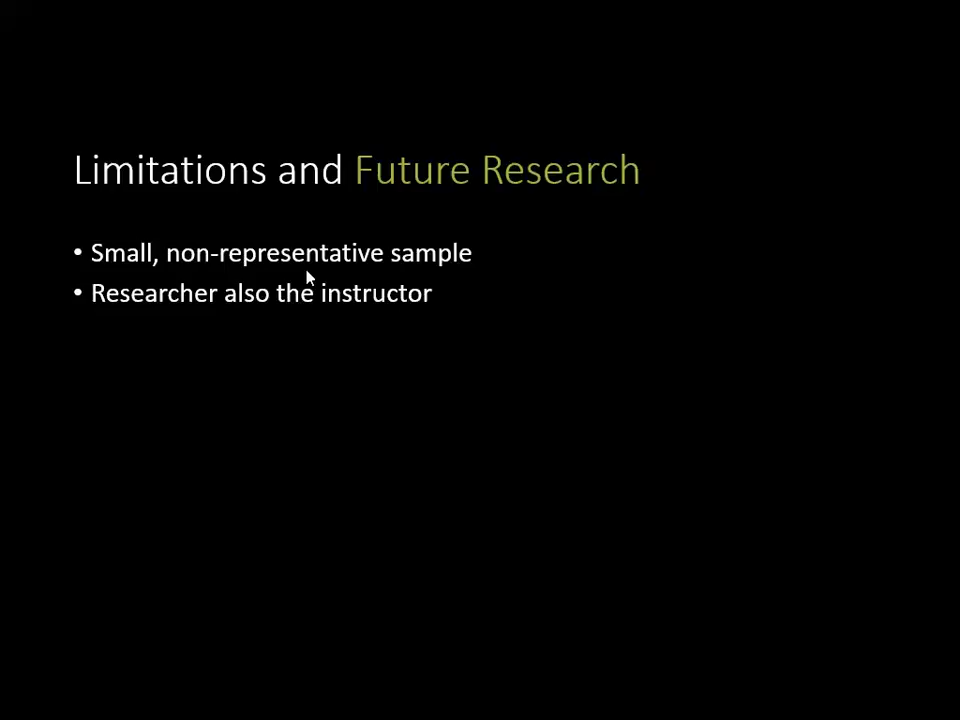 Limitations and Future Research
• Small, non-representative sample
• Researcher also the instructor